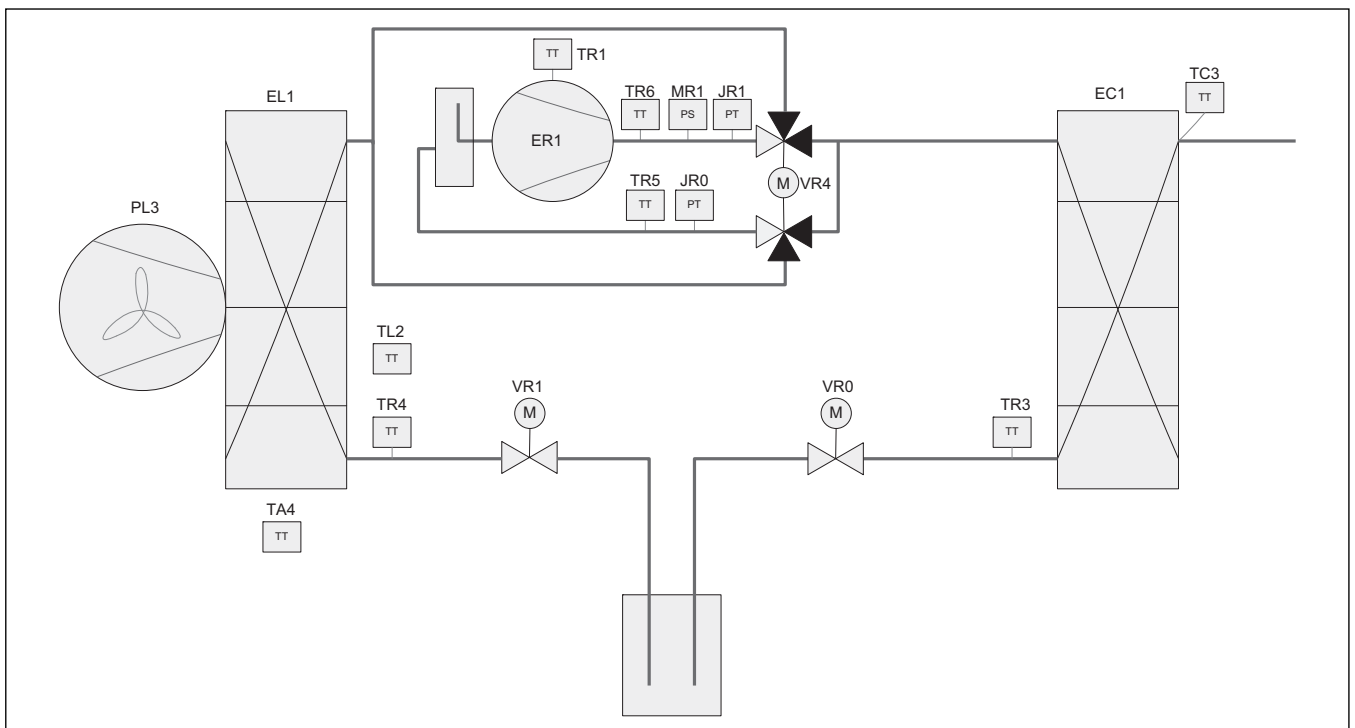 TT TR1
EL1
TR6 MR1 JR1
TT PS PT
ER1
EC1
TC3
TT
TR5 JR0
TT PT
M VR4
PL3
TL2
TT
VR1
M
VR0
M
TR4
TT
TR3
TT
TA4
TT